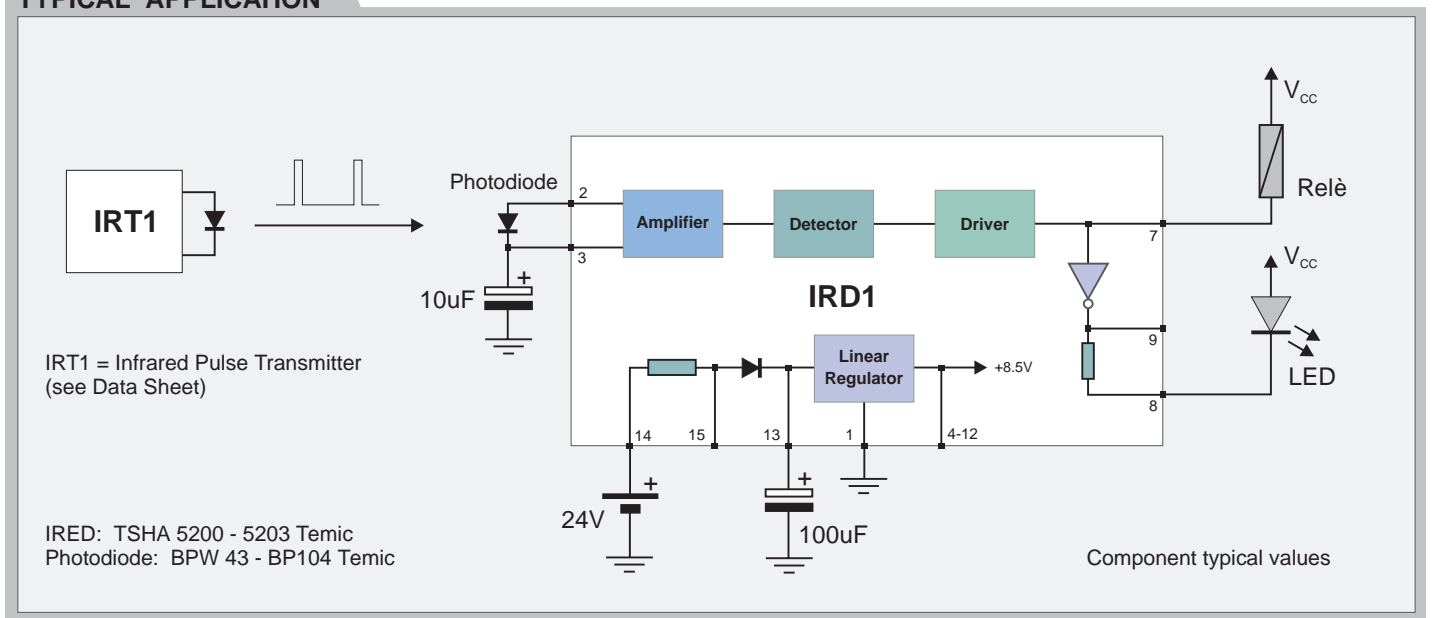 TYPICAL APPLICATION
V_CC
Relè
Photodiode
2
3
IRT1
Amplifier
Detector
Driver
7
V_CC
10uF
+
IRD1
9
LED
8
IRT1 = Infrared Pulse Transmitter
(see Data Sheet)
Linear
Regulator
+8.5V
14
15
13
1
4-12
24V
+
+
100uF
IRED: TSHA 5200 - 5203 Temic
Photodiode: BPW 43 - BP104 Temic
Component typical values